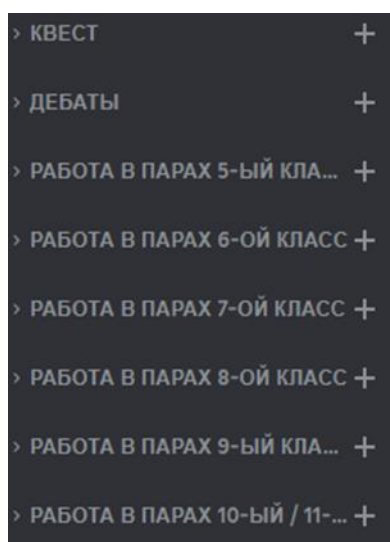 КВЕСТ
ДЕБАТЫ
РАБОТА В ПАРАХ 5-ЫЙ КЛА...
РАБОТА В ПАРАХ 6-ОЙ КЛАСС
РАБОТА В ПАРАХ 7-ОЙ КЛАСС
РАБОТА В ПАРАХ 8-ОЙ КЛАСС
РАБОТА В ПАРАХ 9-ЫЙ КЛА...
РАБОТА В ПАРАХ 10-ЫЙ / 11-...